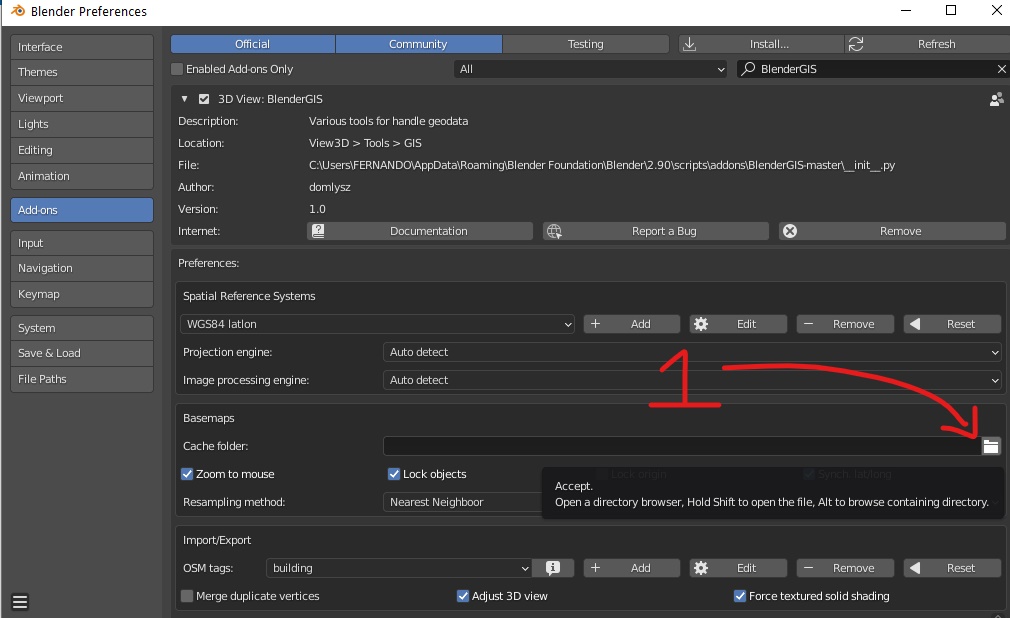 Blender Preferences
Interface
Themes
Viewport
Lights
Editing
Animation
Add-ons
Input
Navigation
Keymap
System
Save & Load
File Paths
Official Community Testing Install... Refresh
Enabled Add-ons Only All BlenderGIS
3D View: BlenderGIS
Description: Various tools for handle geodata
Location: View3D > Tools > GIS
File: C:\Users\FERNANDO\AppData\Roaming\Blender Foundation\Blender\2.90\scripts\addons\BlenderGIS-master\__init__.py
Author: domlysz
Version: 1.0
Internet: Documentation Report a Bug Remove
Preferences:
Spatial Reference Systems
WGS84 latlon Add Edit Remove Reset
Projection engine: Auto detect
Image processing engine: Auto detect
1
Basemaps
Cache folder:
Zoom to mouse Lock objects Lock origin Synch. lat/long
Resampling method: Nearest Neighboor
Accept.
Open a directory browser, Hold Shift to open the file, Alt to browse containing directory.
Import/Export
OSM tags: building Add Edit Remove Reset
Merge duplicate vertices Adjust 3D view Force textured solid shading